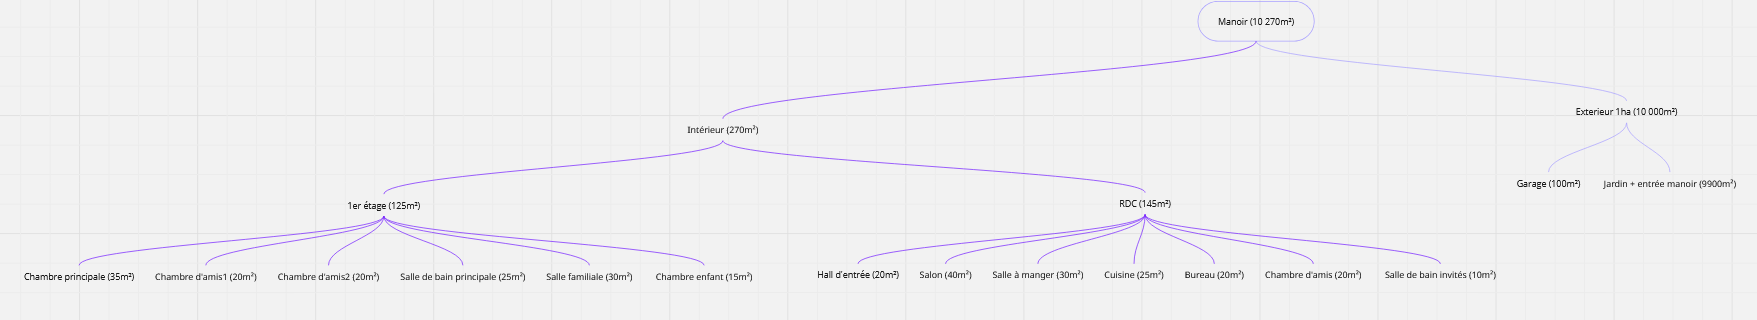 Manoir (10 270m²)
Intérieur (270m²)
Exterieur 1ha (10 000m²)
1er étage (125m²)
RDC (145m²)
Garage (100m²)
Jardin + entrée manoir (9900m²)
Chambre principale (35m²)
Chambre d'amis1 (20m²)
Chambre d'amis2 (20m²)
Salle de bain principale (25m²)
Salle familiale (30m²)
Chambre enfant (15m²)
Hall d'entrée (20m²)
Salon (40m²)
Salle à manger (30m²)
Cuisine (25m²)
Bureau (20m²)
Chambre d'amis (20m²)
Salle de bain invités (10m²)